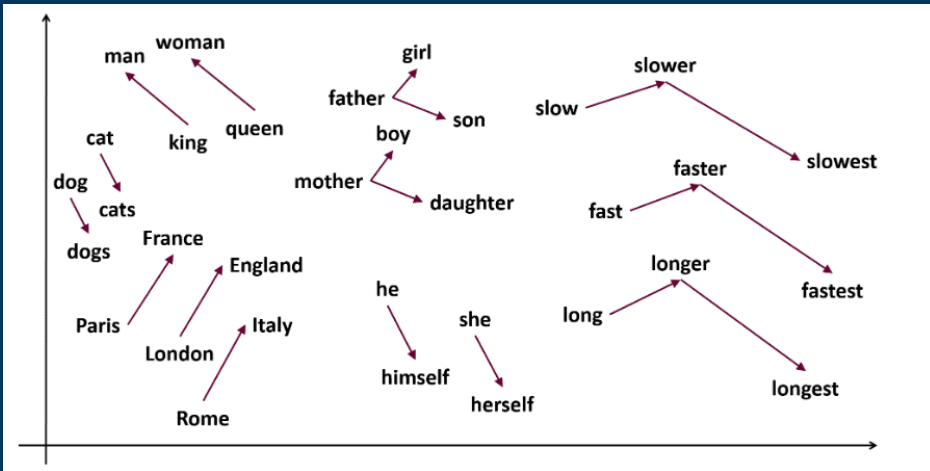 man
woman
king
queen
cat
cats
dog
dogs
France
England
Paris
Italy
London
Rome
girl
father
son
boy
mother
daughter
he
she
himself
herself
slower
slow
slowest
faster
fast
fastest
longer
long
longest